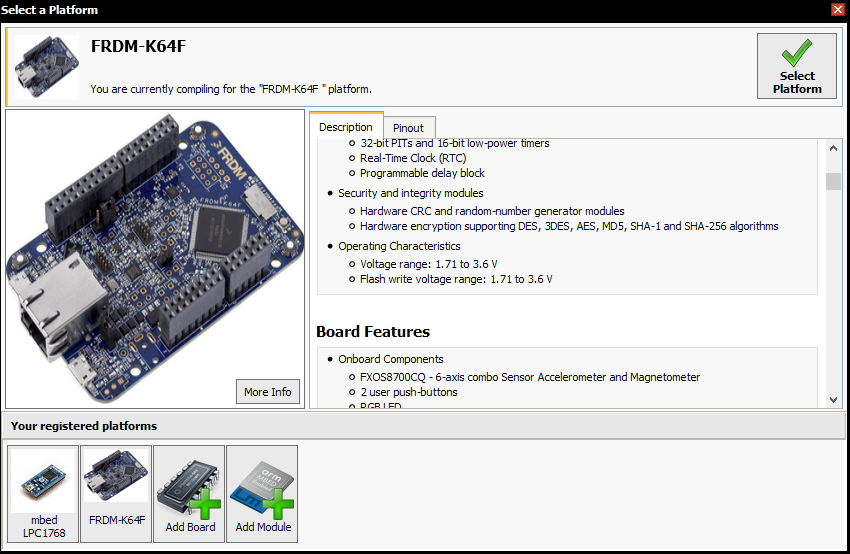 Select a Platform
FRDM-K64F
You are currently compiling for the "FRDM-K64F " platform.
Select
Platform
Description
Pinout
32-bit PITs and 16-bit low-power timers
Real-Time Clock (RTC)
Programmable delay block
Security and integrity modules
Hardware CRC and random-number generator modules
Hardware encryption supporting DES, 3DES, AES, MD5, SHA-1 and SHA-256 algorithms
Operating Characteristics
Voltage range: 1.71 to 3.6 V
Flash write voltage range: 1.71 to 3.6 V
Board Features
Onboard Components
FXOS8700CQ - 6-axis combo Sensor Accelerometer and Magnetometer
2 user push-buttons
RGB LED
FRDM
FRDM-K64F
More Info
Your registered platforms
mbed
LPC1768
FRDM-K64F
Add Board
arm
MBED
Enabled
Add Module